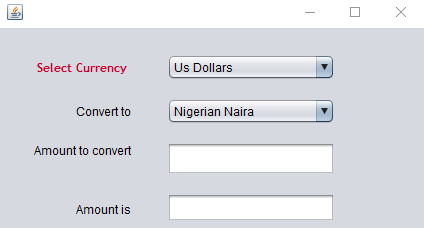 Select Currency Us Dollars
Convert to Nigerian Naira
Amount to convert
Amount is